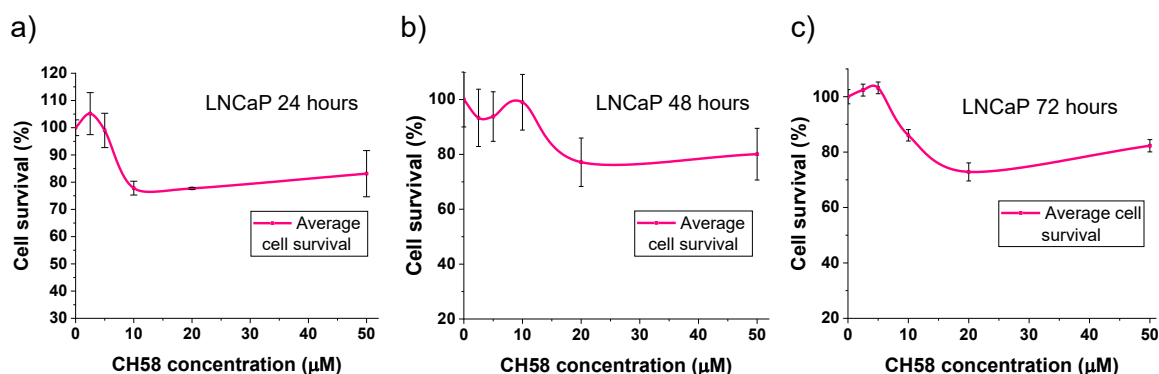 a)
120
110
100
90
80
70
60
50
40
30
0 10 20 30 40 50
Cell survival (%)
CH58 concentration (μM)
LNCaP 24 hours
Average
cell survival
b)
100
80
60
40
20
0 10 20 30 40 50
Cell survival (%)
CH58 concentration (μM)
LNCaP 48 hours
Average
cell survival
c)
120
100
80
60
40
20
0 10 20 30 40 50
Cell survival (%)
CH58 concentration (μM)
LNCaP 72 hours
Average cell
survival